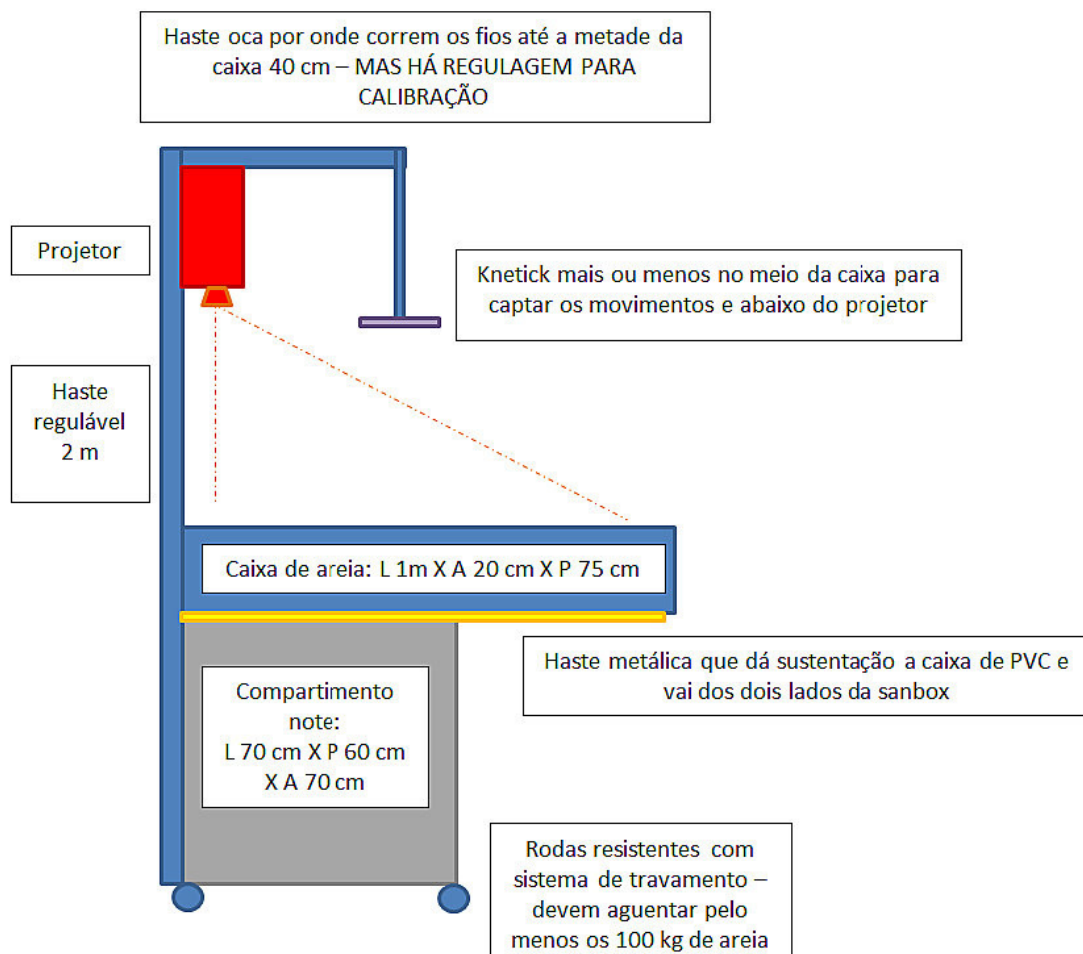 Haste oca por onde correm os fios até a metade da
caixa 40 cm – MAS HÁ REGULAGEM PARA
CALIBRAÇÃO
Projetor
Knetick mais ou menos no meio da caixa para
captar os movimentos e abaixo do projetor
Haste
regulável
2 m
Caixa de areia: L 1m X A 20 cm X P 75 cm
Haste metálica que dá sustentação a caixa de PVC e
vai dos dois lados da sanbox
Compartimento
note:
L 70 cm X P 60 cm
X A 70 cm
Rodas resistentes com
sistema de travamento –
devem aguentar pelo
menos os 100 kg de areia